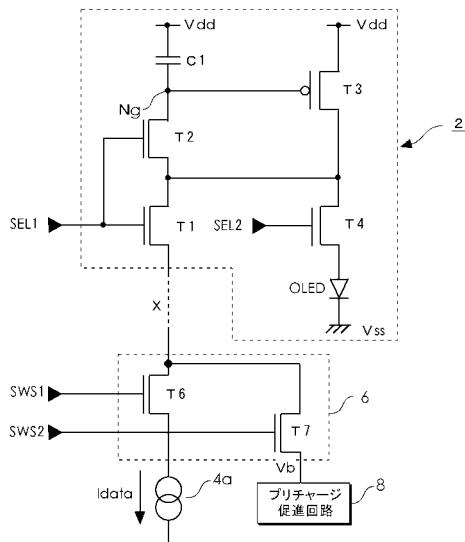 Vdd
Vdd
C1
Ng
T3
T2
2
SEL1
T1
SEL2
T4
OLED
Vss
X
SWS1
T6
6
SWS2
T7
Vb
Idata
4a
プリチャージ
促進回路
8